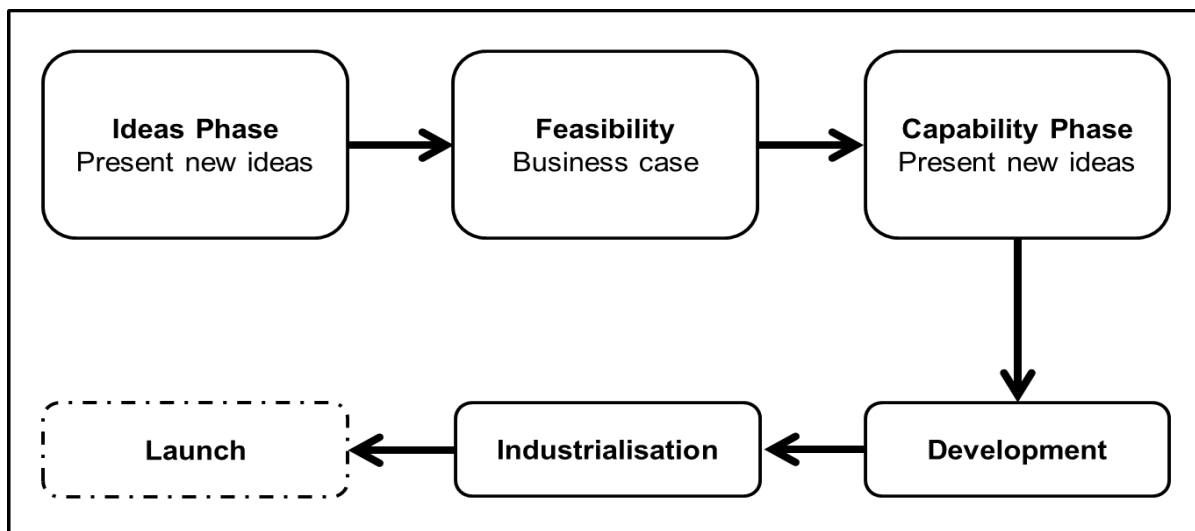 Ideas Phase
Present new ideas
Feasibility
Business case
Capability Phase
Present new ideas
Launch
Industrialisation
Development